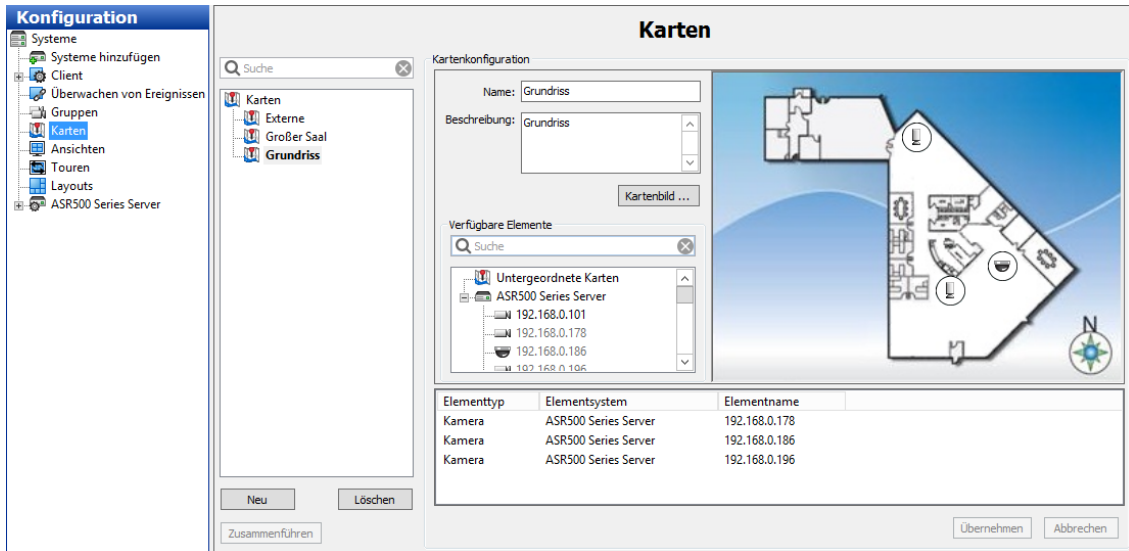 Konfiguration
Systeme
Systeme hinzufügen
Client
Überwachen von Ereignissen
Gruppen
Karten
Ansichten
Touren
Layouts
ASR500 Series Server
Karten
Suche
Karten
Externe
Großer Saal
Grundriss
Neu
Löschen
Zusammenführen
Kartenkonfiguration
Name: Grundriss
Beschreibung: Grundriss
Kartenbild ...
Verfügbare Elemente
Suche
Untergeordnete Karten
ASR500 Series Server
192.168.0.101
192.168.0.178
192.168.0.186
192.168.0.196
N
Elementtyp Elementsystem Elementname
Kamera ASR500 Series Server 192.168.0.178
Kamera ASR500 Series Server 192.168.0.186
Kamera ASR500 Series Server 192.168.0.196
Übernehmen Abbrechen